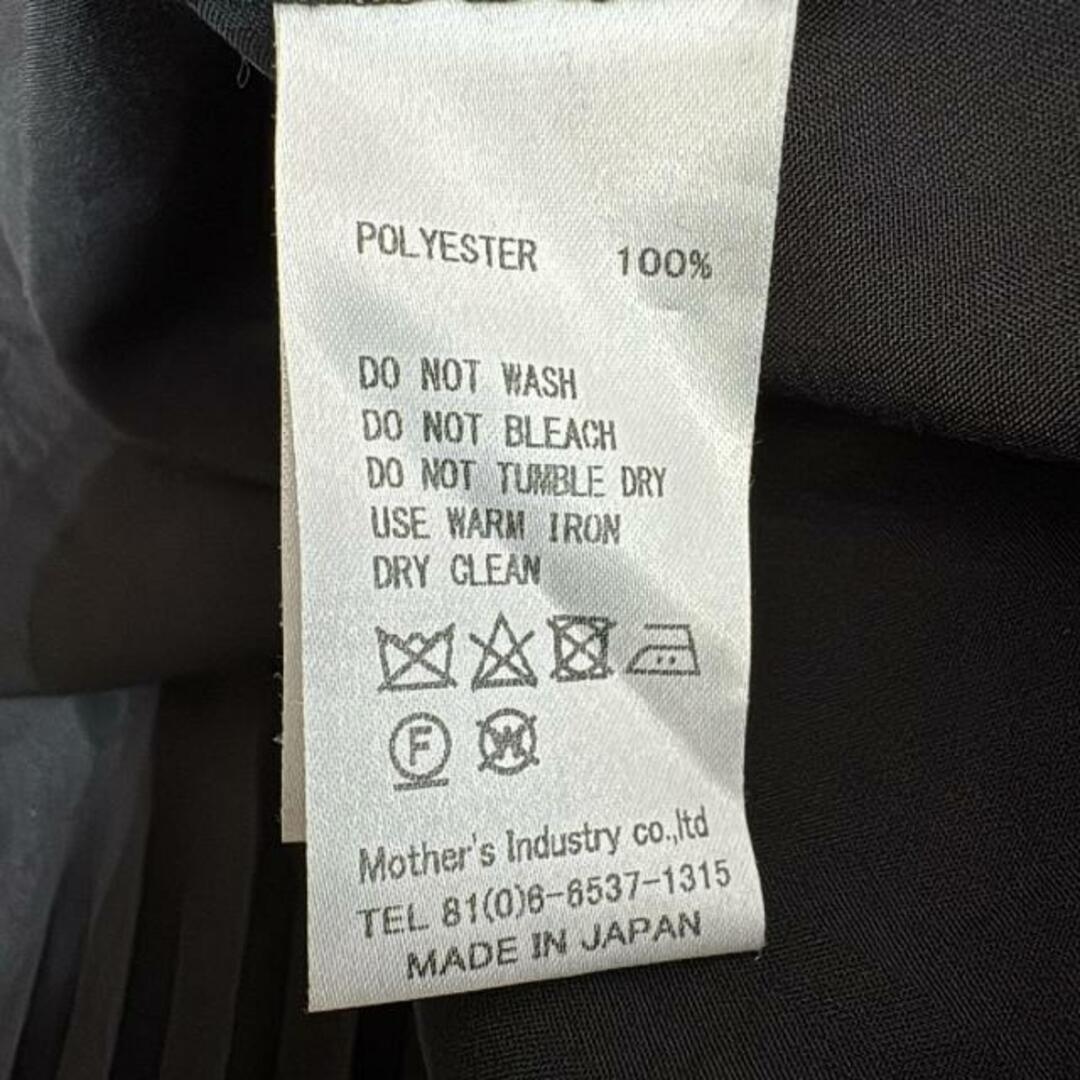 POLYESTER 100%
DO NOT WASH
DO NOT BLEACH
DO NOT TUMBLE DRY
USE WARM IRON
DRY CLEAN
F W
Mother's Industry co.,ltd
TEL 81(0)6-6537-1315
MADE IN JAPAN